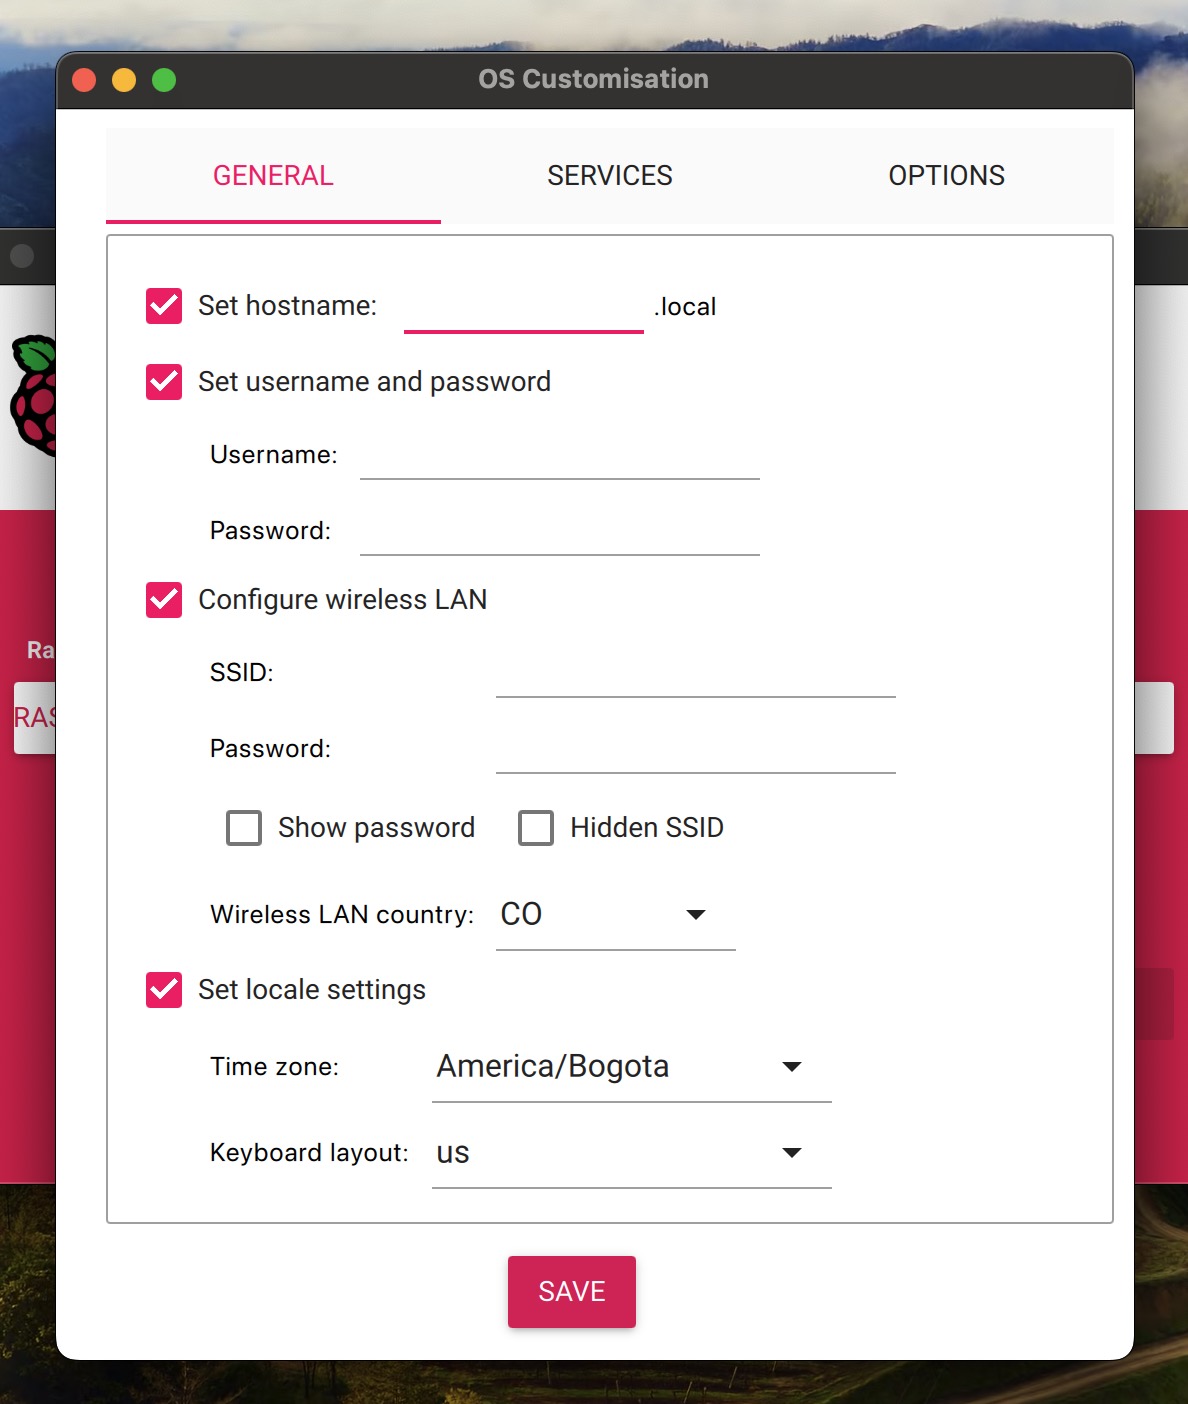 OS Customisation
GENERAL SERVICES OPTIONS
Set hostname: .local
Set username and password
Username:
Password:
Configure wireless LAN
Ra
SSID:
RAS
Password:
Show password Hidden SSID
Wireless LAN country: CO
Set locale settings
Time zone: America/Bogota
Keyboard layout: us
SAVE